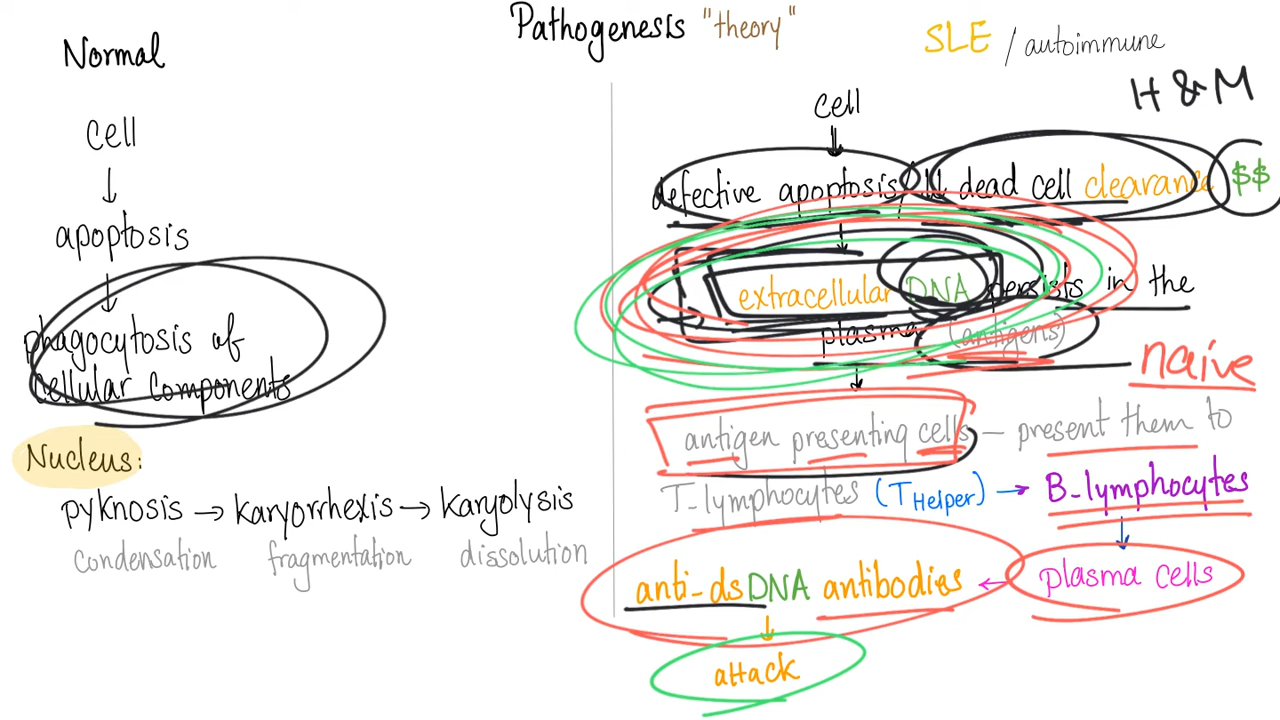 Pathogenesis "theory"
Normal
cell
↓
apoptosis
↓
phagocytosis of
cellular components
Nucleus:
pyknosis → karyorrhexis → karyolysis
condensation fragmentation dissolution
SLE / autoimmune
H & M
cell
↓
defective apoptosis / dead cell clearance $$
↓
extracellular DNA persists in the
plasma (antigens)
↓
naive
antigen presenting cells – present them to
T-lymphocytes (THelper) → B-lymphocytes
↓
anti-dsDNA antibodies ← plasma cells
↓
attack